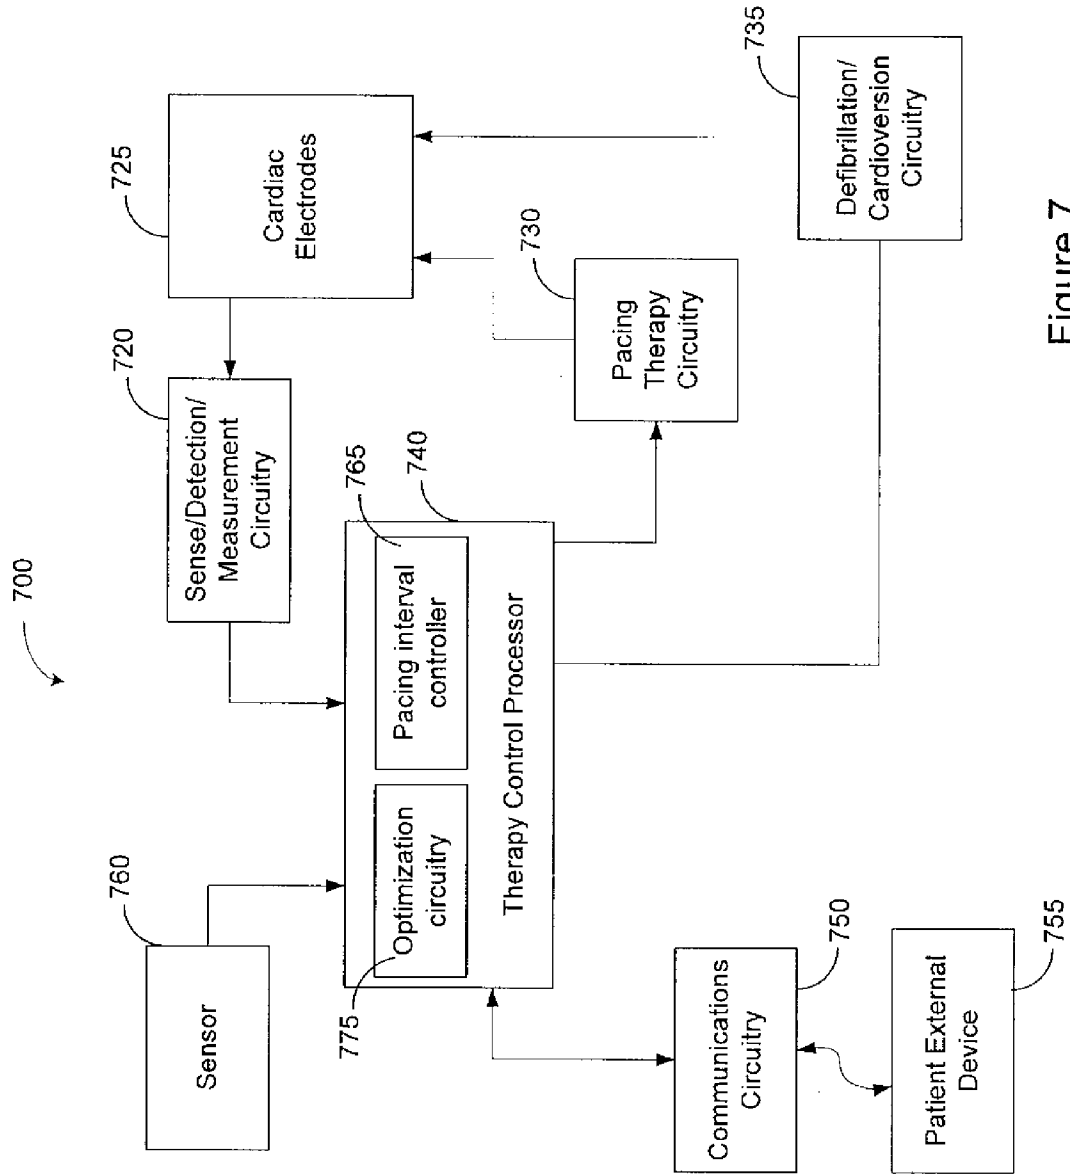 700
760
Sensor
720
Sense/Detection/
Measurement
Circuitry
725
Cardiac
Electrodes
775
Optimization
circuitry
765
Pacing interval
controller
740
Therapy Control Processor
730
Pacing
Therapy
Circuitry
735
Defibrillation/
Cardioversion
Circuitry
750
Communications
Circuitry
755
Patient External
Device
Figure 7